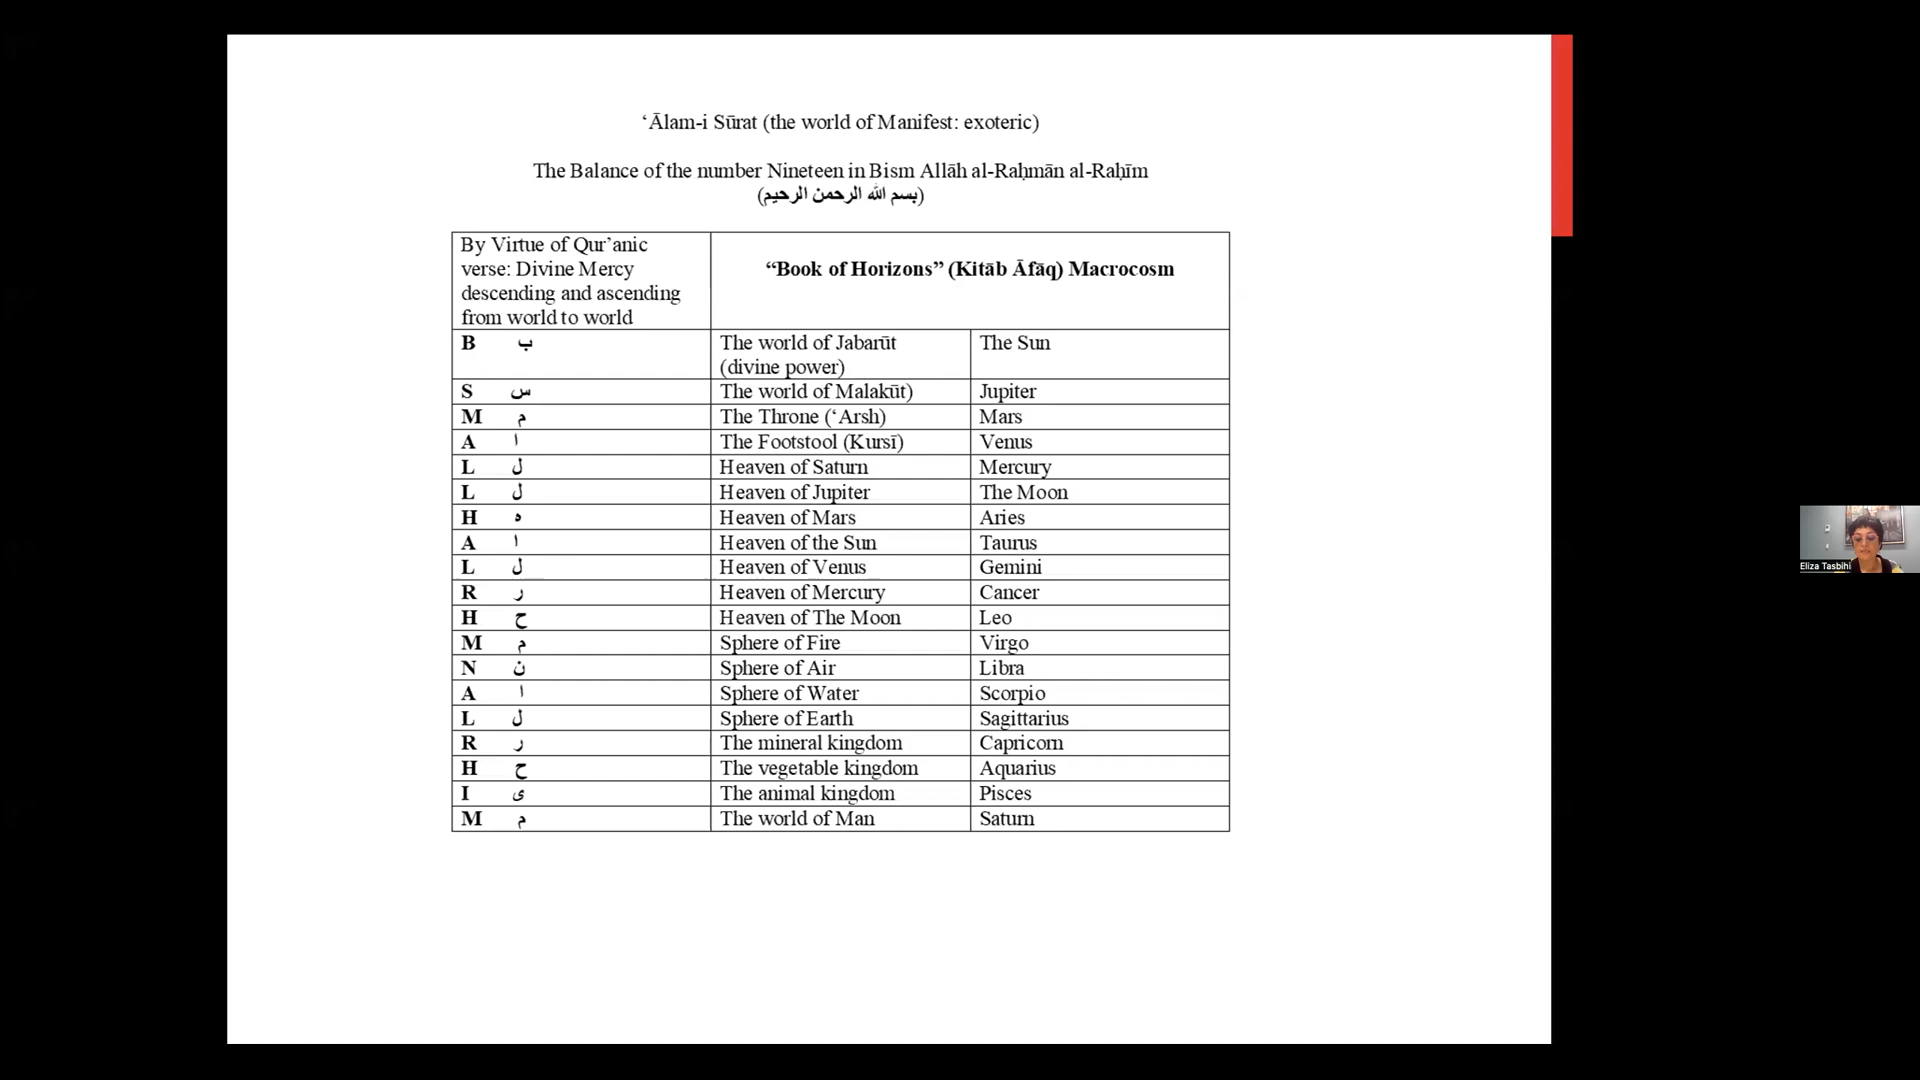 ‘Ālam-i Sūrat (the world of Manifest: exoteric)
The Balance of the number Nineteen in Bism Allāh al-Raḥmān al-Raḥīm
(بسم الله الرحمن الرحيم)
By Virtue of Qur’anic
verse: Divine Mercy
descending and ascending
from world to world
“Book of Horizons” (Kitāb Āfāq) Macrocosm
B ب The world of Jabarūt (divine power) The Sun
S س The world of Malakūt) Jupiter
M م The Throne (‘Arsh) Mars
A ا The Footstool (Kursī) Venus
L ل Heaven of Saturn Mercury
L ل Heaven of Jupiter The Moon
H ه Heaven of Mars Aries
A ا Heaven of the Sun Taurus
L ل Heaven of Venus Gemini
R ر Heaven of Mercury Cancer
H ح Heaven of The Moon Leo
M م Sphere of Fire Virgo
N ن Sphere of Air Libra
A ا Sphere of Water Scorpio
L ل Sphere of Earth Sagittarius
R ر The mineral kingdom Capricorn
H ح The vegetable kingdom Aquarius
I ى The animal kingdom Pisces
M م The world of Man Saturn
Eliza Tasbihi